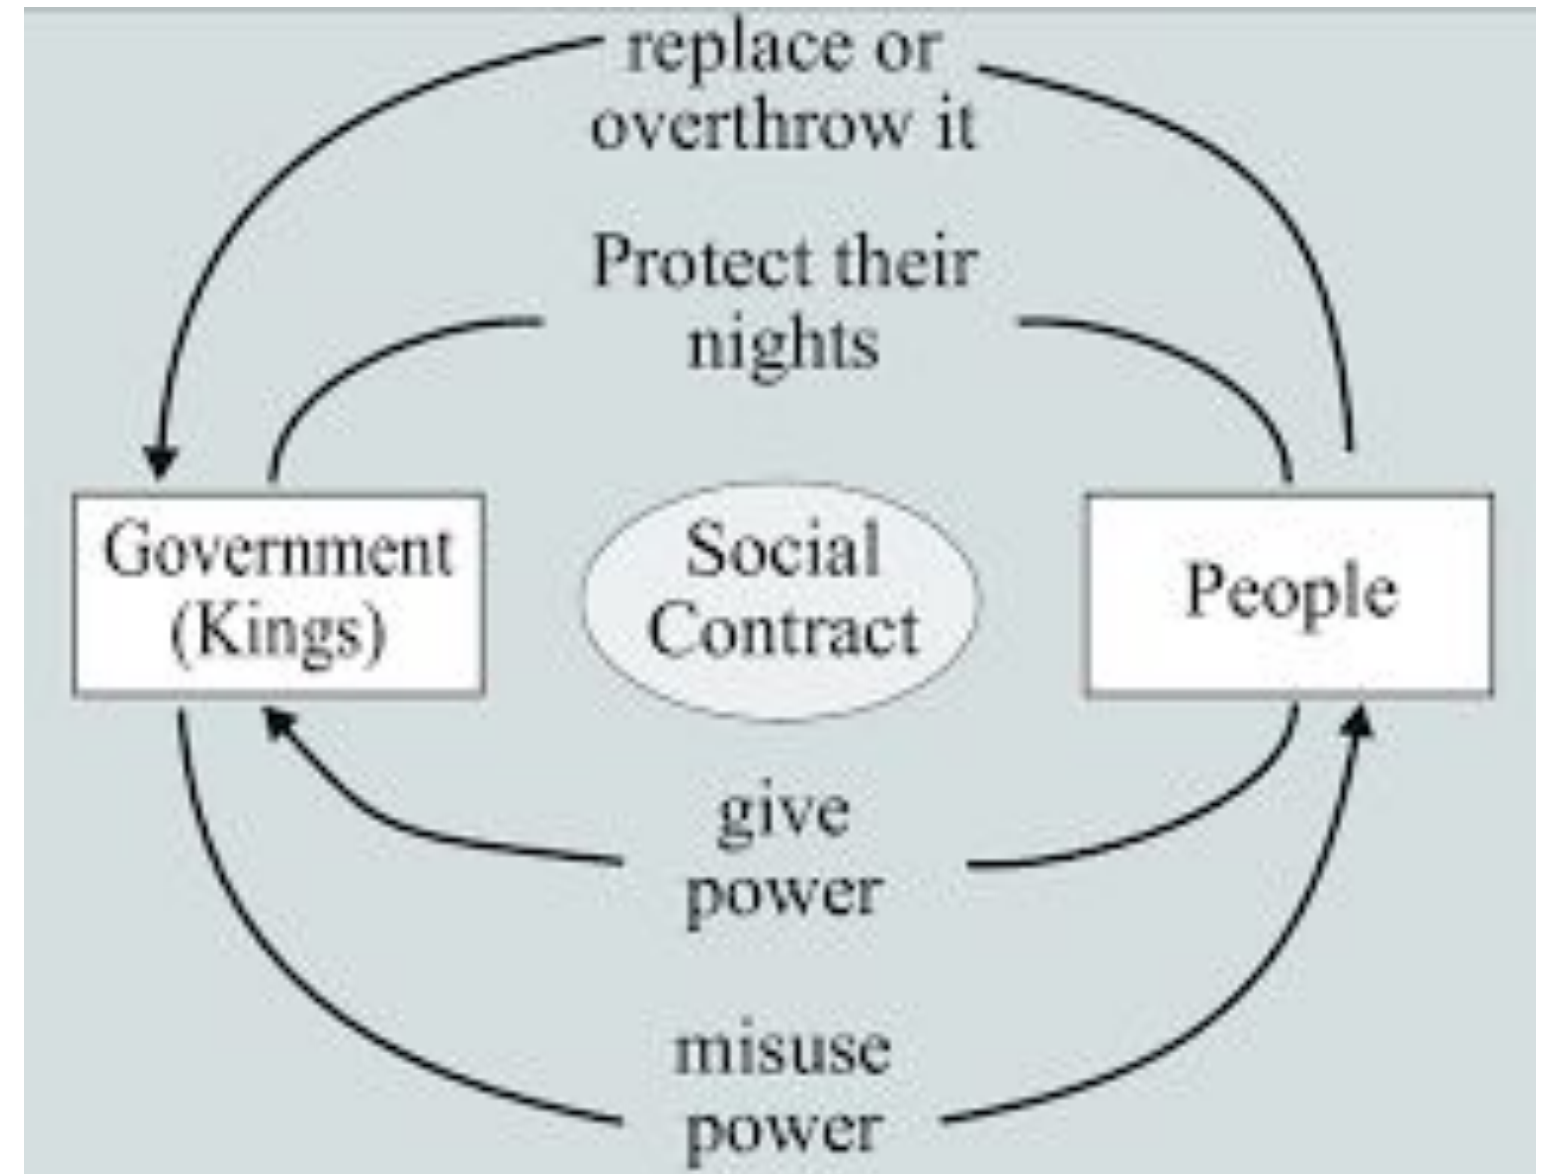 replace or
overthrow it
Protect their
nights
Government
(Kings)
Social
Contract
People
give
power
misuse
power